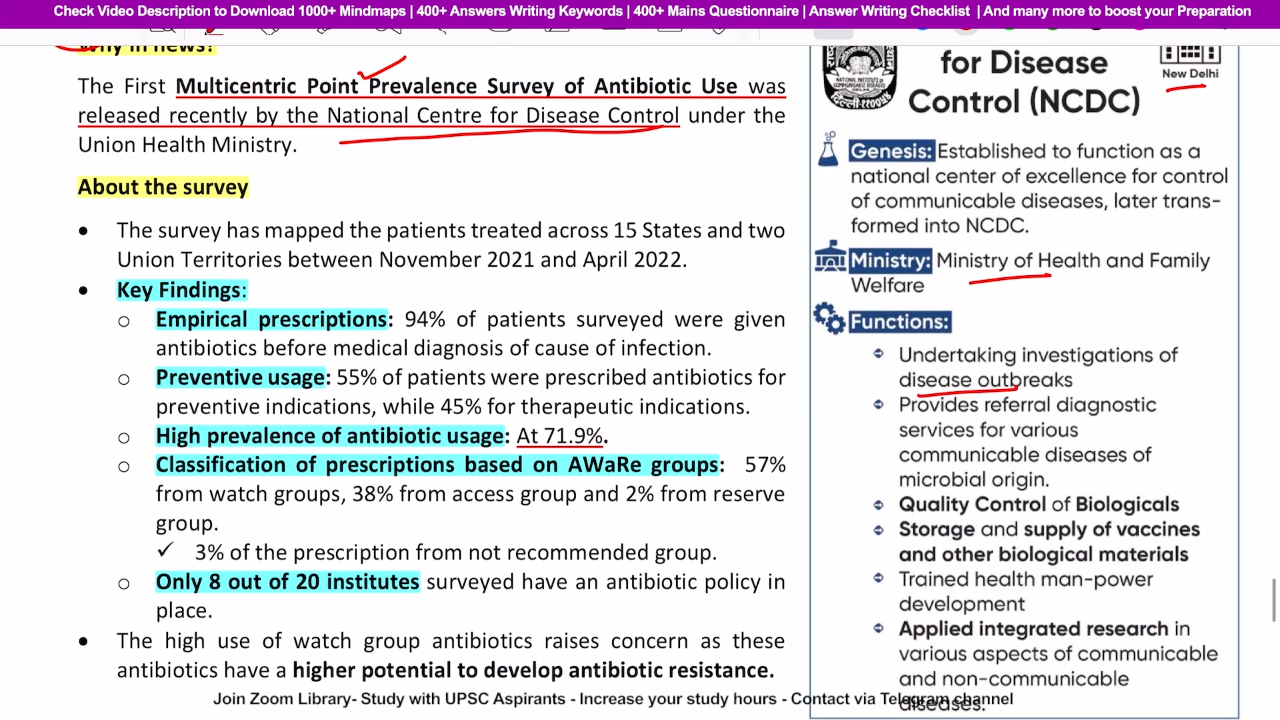 Check Video Description to Download 1000+ Mindmaps | 400+ Answers Writing Keywords | 400+ Mains Questionnaire | Answer Writing Checklist | And many more to boost your Preparation
Why in news?
The First Multicentric Point Prevalence Survey of Antibiotic Use was
released recently by the National Centre for Disease Control under the
Union Health Ministry.
About the survey
• The survey has mapped the patients treated across 15 States and two
Union Territories between November 2021 and April 2022.
• Key Findings:
o Empirical prescriptions: 94% of patients surveyed were given
antibiotics before medical diagnosis of cause of infection.
o Preventive usage: 55% of patients were prescribed antibiotics for
preventive indications, while 45% for therapeutic indications.
o High prevalence of antibiotic usage: At 71.9%.
o Classification of prescriptions based on AWaRe groups: 57%
from watch groups, 38% from access group and 2% from reserve
group.
✓ 3% of the prescription from not recommended group.
o Only 8 out of 20 institutes surveyed have an antibiotic policy in
place.
• The high use of watch group antibiotics raises concern as these
antibiotics have a higher potential to develop antibiotic resistance.
for Disease
Control (NCDC)
New Delhi
Genesis: Established to function as a
national center of excellence for control
of communicable diseases, later trans-
formed into NCDC.
Ministry: Ministry of Health and Family
Welfare
Functions:
Undertaking investigations of
disease outbreaks
Provides referral diagnostic
services for various
communicable diseases of
microbial origin.
Quality Control of Biologicals
Storage and supply of vaccines
and other biological materials
Trained health man-power
development
Applied integrated research in
various aspects of communicable
and non-communicable
diseases.
Join Zoom Library- Study with UPSC Aspirants - Increase your study hours - Contact via Telegram channel